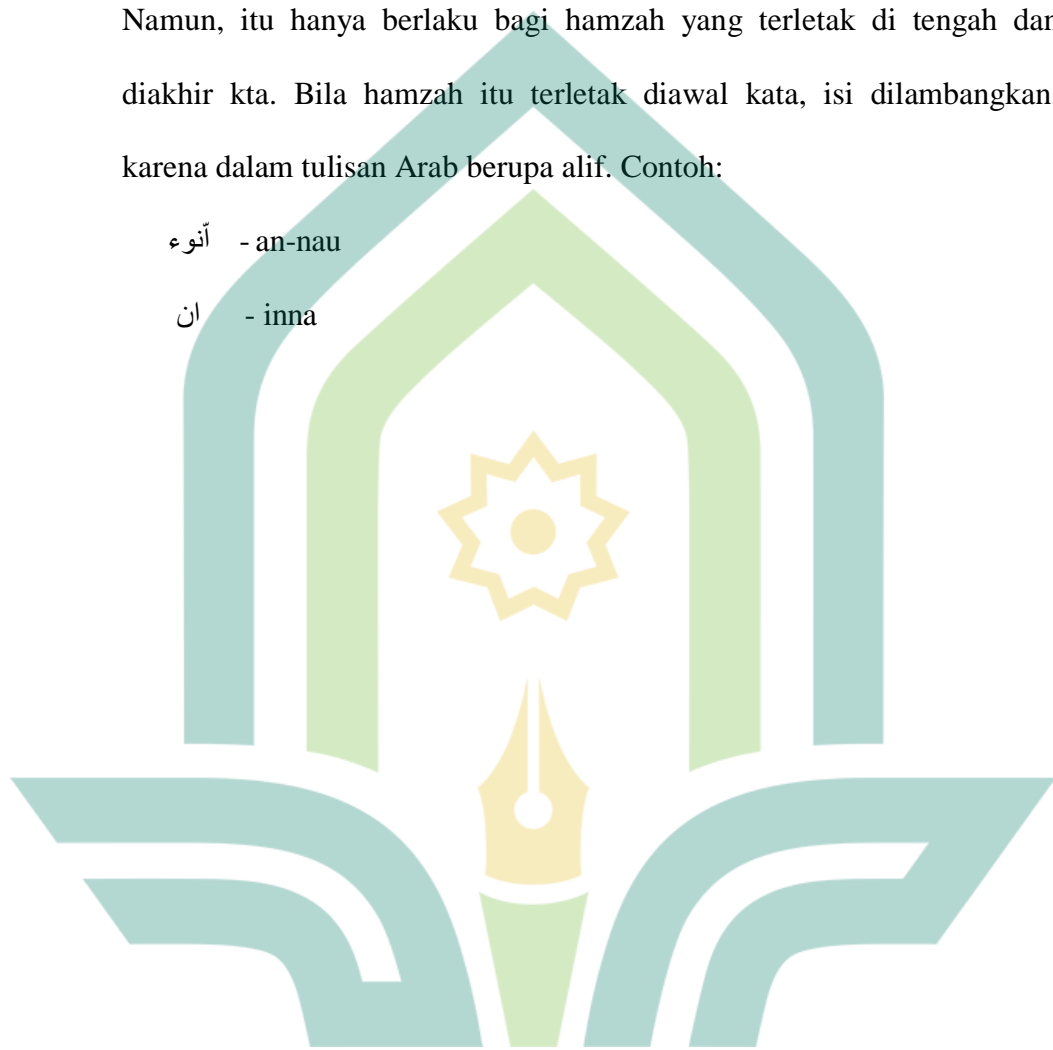 Namun, itu hanya berlaku bagi hamzah yang terletak di tengah dan
diakhir kta. Bila hamzah itu terletak diawal kata, isi dilambangkan,
karena dalam tulisan Arab berupa alif. Contoh:
اّنوء - an-nau
ان - inna